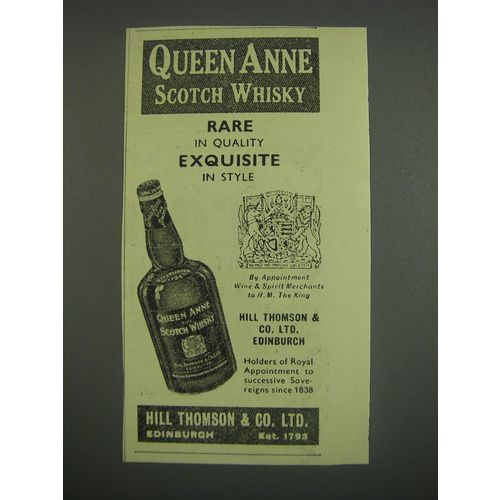 QUEEN ANNE
SCOTCH WHISKY
RARE
IN QUALITY
EXQUISITE
IN STYLE
By Appointment
Wine & Spirit Merchants
to H.M. The King
HILL THOMSON &
CO. LTD.
EDINBURGH
Holders of Royal
Appointment to
successive Sove-
reigns since 1838
QUEEN ANNE
SCOTCH WHISKY
HILL THOMSON & CO. LTD.
EDINBURGH Est. 1793